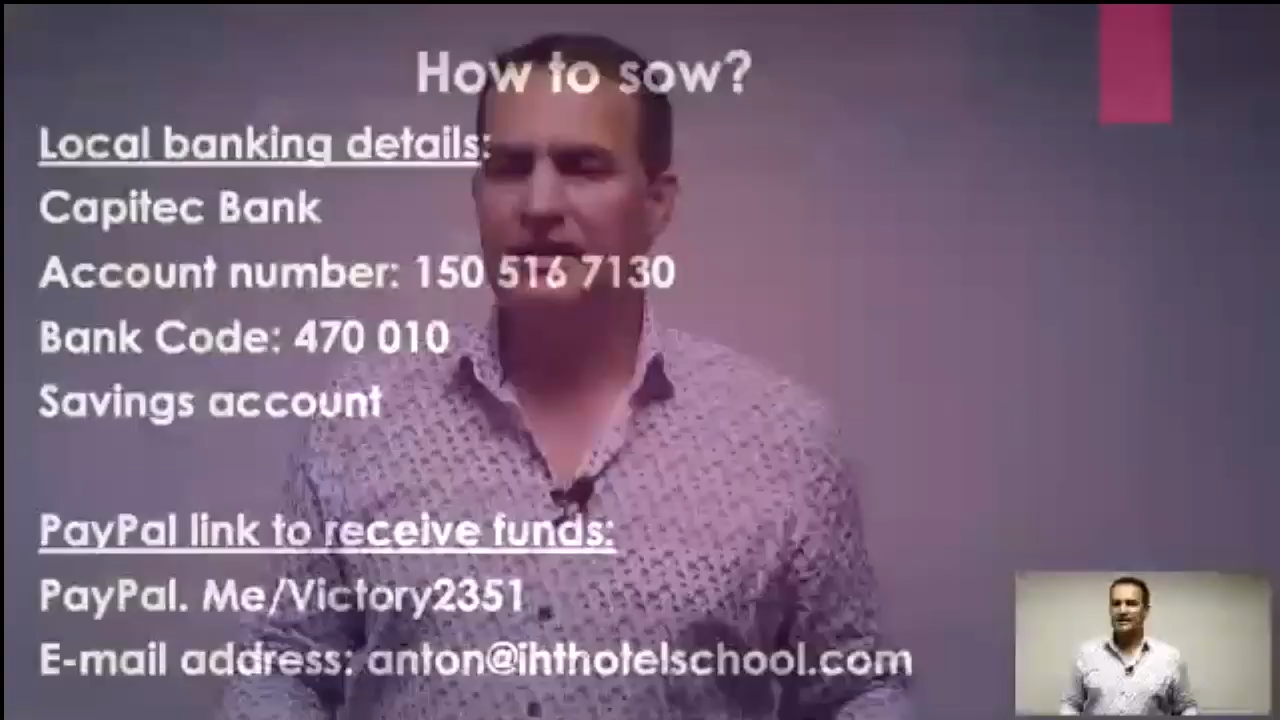 How to sow?
Local banking details:
Capitec Bank
Account number: 150 516 7130
Bank Code: 470 010
Savings account
PayPal link to receive funds:
PayPal. Me/Victory2351
E-mail address: anton@ihthotelschool.com